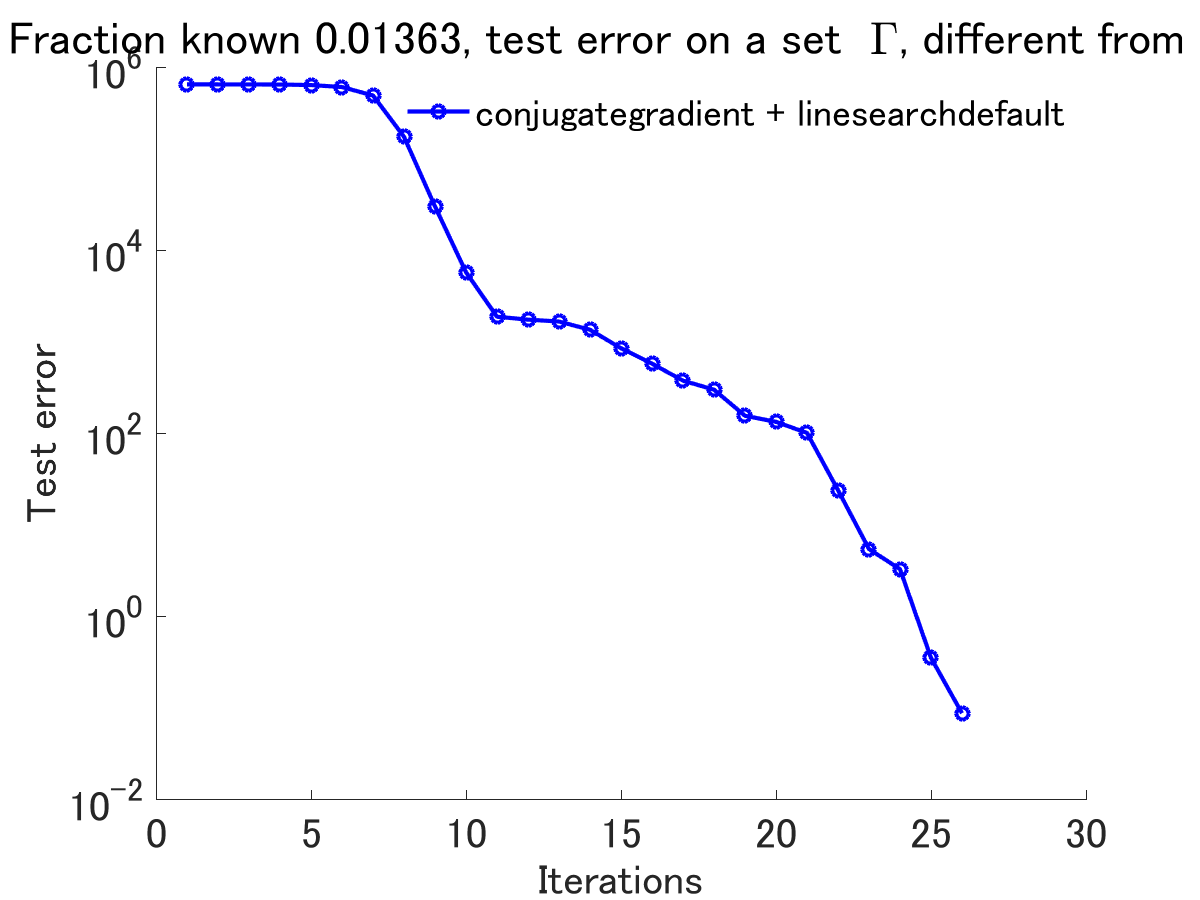 Fraction known 0.01363, test error on a set Γ, different from
10^6
conjugategradient + linesearchdefault
10^4
10^2
10^0
10^-2
Test error
0 5 10 15 20 25 30
Iterations